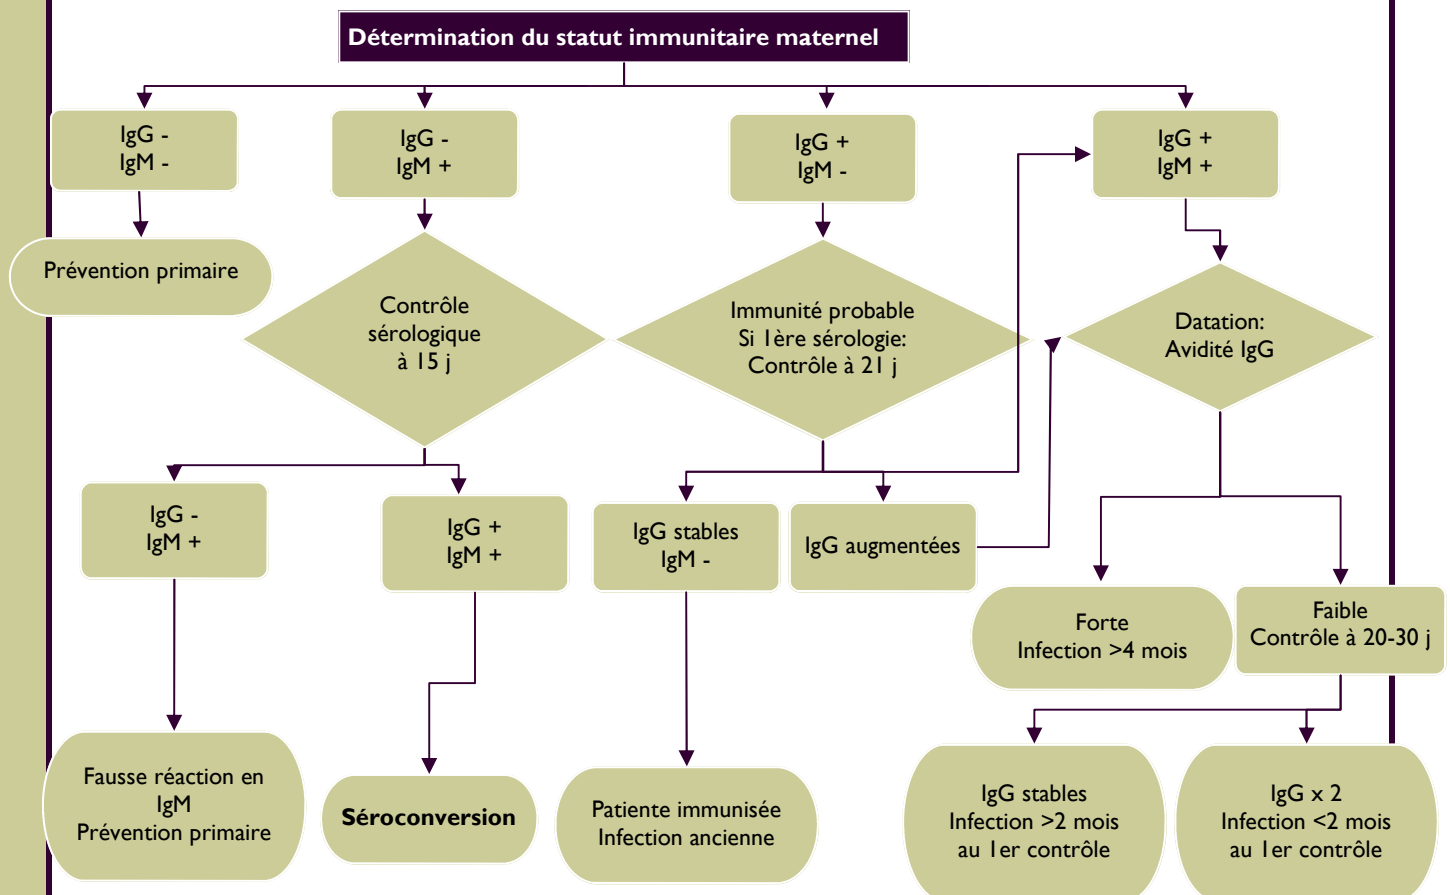 Détermination du statut immunitaire maternel
IgG -
IgM -
IgG -
IgM +
IgG +
IgM -
IgG +
IgM +
Prévention primaire
Contrôle
sérologique
à 15 j
Immunité probable
Si 1ère sérologie:
Contrôle à 21 j
Datation:
Avidité IgG
IgG -
IgM +
IgG +
IgM +
IgG stables
IgM -
IgG augmentées
Forte
Infection >4 mois
Faible
Contrôle à 20-30 j
Fausse réaction en
IgM
Prévention primaire
Séroconversion
Patiente immunisée
Infection ancienne
IgG stables
Infection >2 mois
au 1er contrôle
IgG x 2
Infection <2 mois
au 1er contrôle